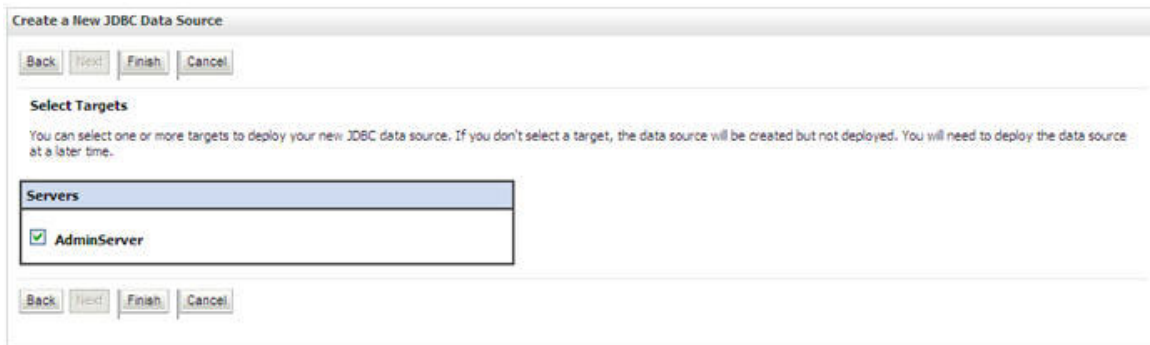 Create a New JDBC Data Source
Back Next Finish Cancel
Select Targets
You can select one or more targets to deploy your new JDBC data source. If you don't select a target, the data source will be created but not deployed. You will need to deploy the data source
at a later time.
Servers
AdminServer
Back Next Finish Cancel